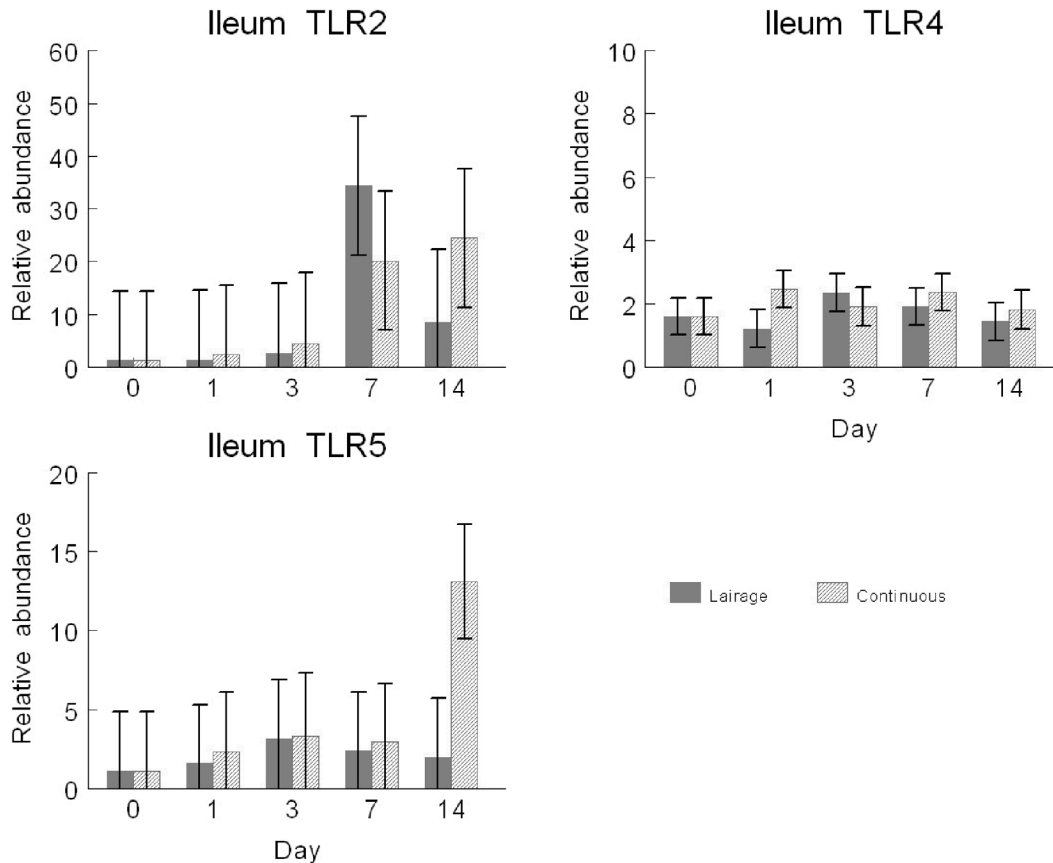 Ileum TLR2
Relative abundance
60
50
40
30
20
10
0
0 1 3 7 14
Ileum TLR4
Relative abundance
10
8
6
4
2
0
0 1 3 7 14
Day
Ileum TLR5
Relative abundance
20
15
10
5
0
0 1 3 7 14
Day
Lairage Continuous